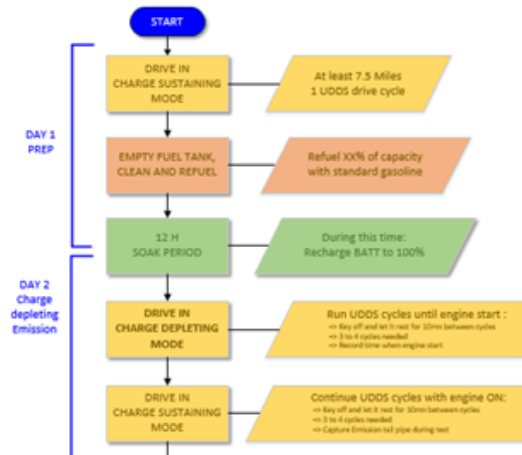 START
DRIVE IN
CHARGE SUSTAINING
MODE
At least 7.5 Miles
1 UDDS drive cycle
DAY 1
PREP
EMPTY FUEL TANK,
CLEAN AND REFUEL
Refuel XX% of capacity
with standard gasoline
12 H
SOAK PERIOD
During this time:
Recharge BATT to 100%
DAY 2
Charge
depleting
Emission
DRIVE IN
CHARGE DEPLETING
MODE
Run UDDS cycles until engine start :
=> Key off and let it rest for 10mn between cycles
=> 3 to 4 cycles needed
=> Record time when engine start
DRIVE IN
CHARGE SUSTAINING
MODE
Continue UDDS cycles with engine ON:
=> Key off and let it rest for 10mn between cycles
=> 3 to 4 cycles needed
=> Capture Emission tail pipe during test